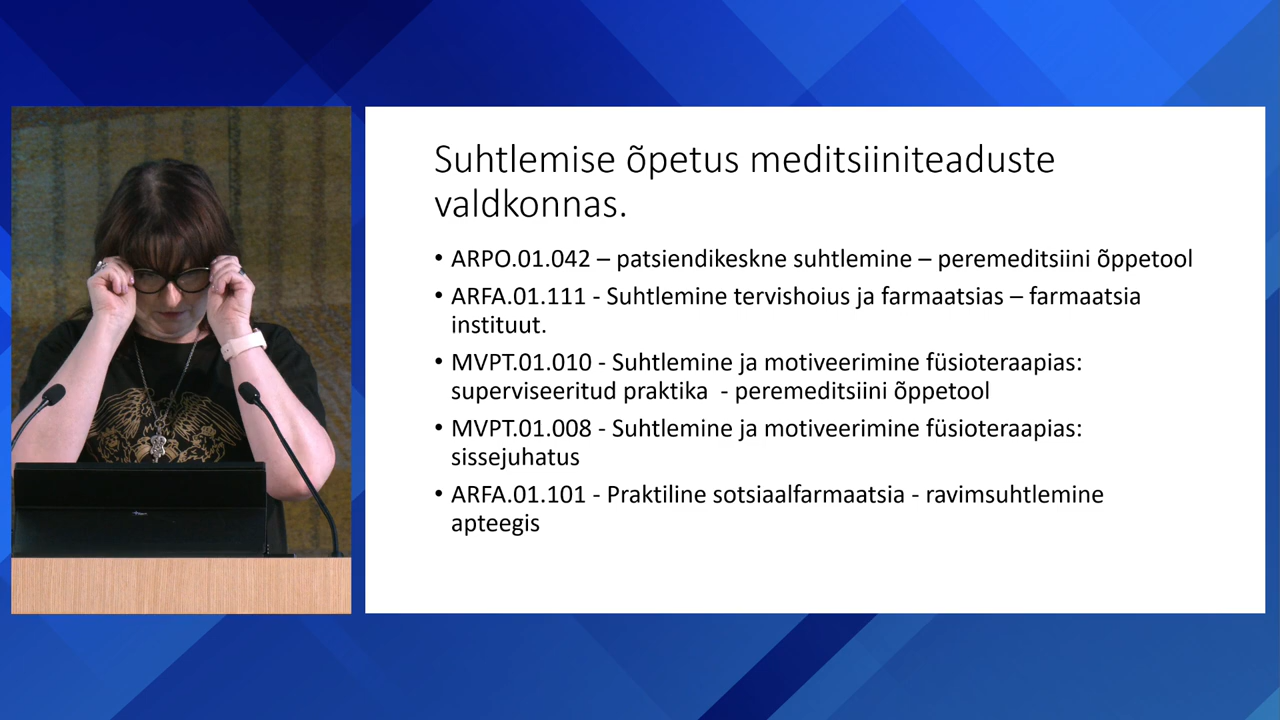 Suhtlemise õpetus meditsiiniteaduste
valdkonnas.
• ARPO.01.042 – patsiendikeskne suhtlemine – peremeditsiini õppetool
• ARFA.01.111 - Suhtlemine tervishoius ja farmaatsias – farmaatsia
instituut.
• MVPT.01.010 - Suhtlemine ja motiveerimine füsioteraapias:
superviseeritud praktika  - peremeditsiini õppetool
• MVPT.01.008 - Suhtlemine ja motiveerimine füsioteraapias:
sissejuhatus
• ARFA.01.101 - Praktiline sotsiaalfarmaatsia - ravimsuhtlemine
apteegis